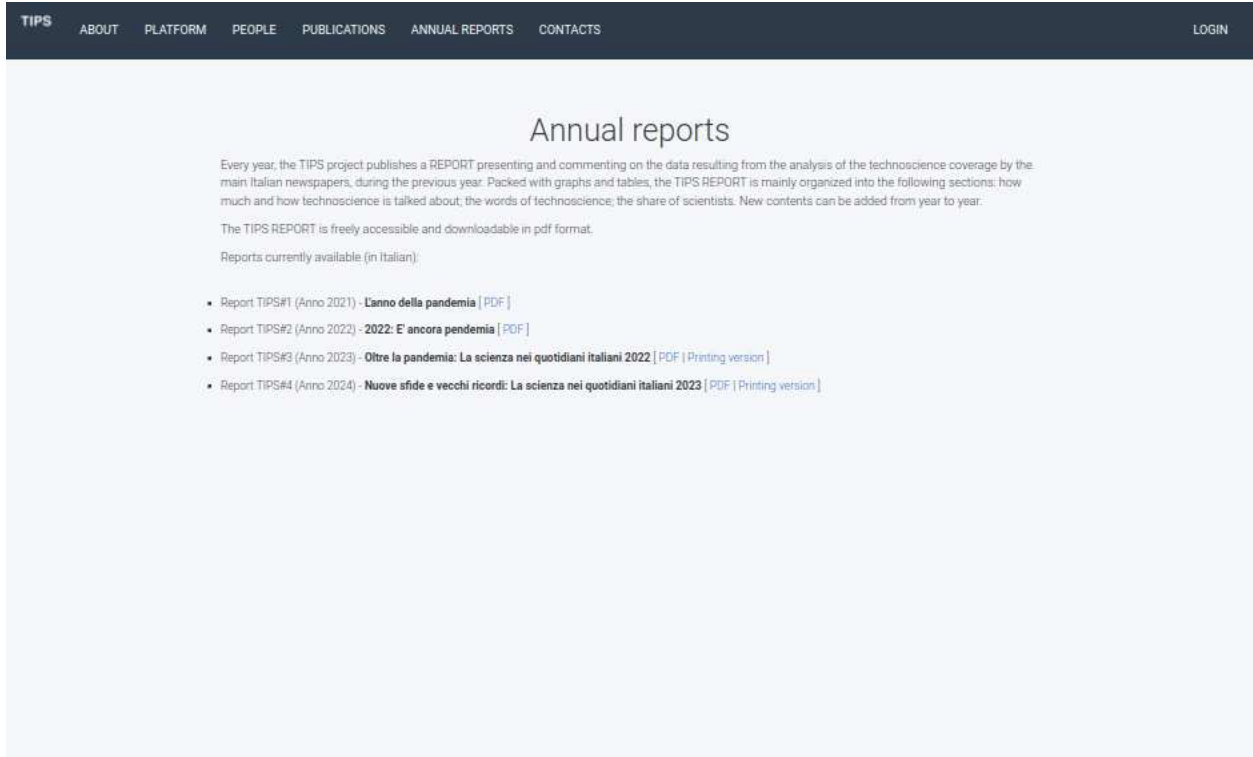 TIPS
ABOUT PLATFORM PEOPLE PUBLICATIONS ANNUAL REPORTS CONTACTS LOGIN
Annual reports
Every year, the TIPS project publishes a REPORT presenting and commenting on the data resulting from the analysis of the technoscience coverage by the
main Italian newspapers, during the previous year. Packed with graphs and tables, the TIPS REPORT is mainly organized into the following sections: how
much and how technoscience is talked about; the words of technoscience; the share of scientists. New contents can be added from year to year.
The TIPS REPORT is freely accessible and downloadable in pdf format.
Reports currently available (in Italian):
• Report TIPS#1 (Anno 2021) - L'anno della pandemia [ PDF ]
• Report TIPS#2 (Anno 2022) - 2022: E' ancora pendemia [ PDF ]
• Report TIPS#3 (Anno 2023) - Oltre la pandemia: La scienza nei quotidiani italiani 2022 [ PDF | Printing version ]
• Report TIPS#4 (Anno 2024) - Nuove sfide e vecchi ricordi: La scienza nei quotidiani italiani 2023 [ PDF | Printing version ]